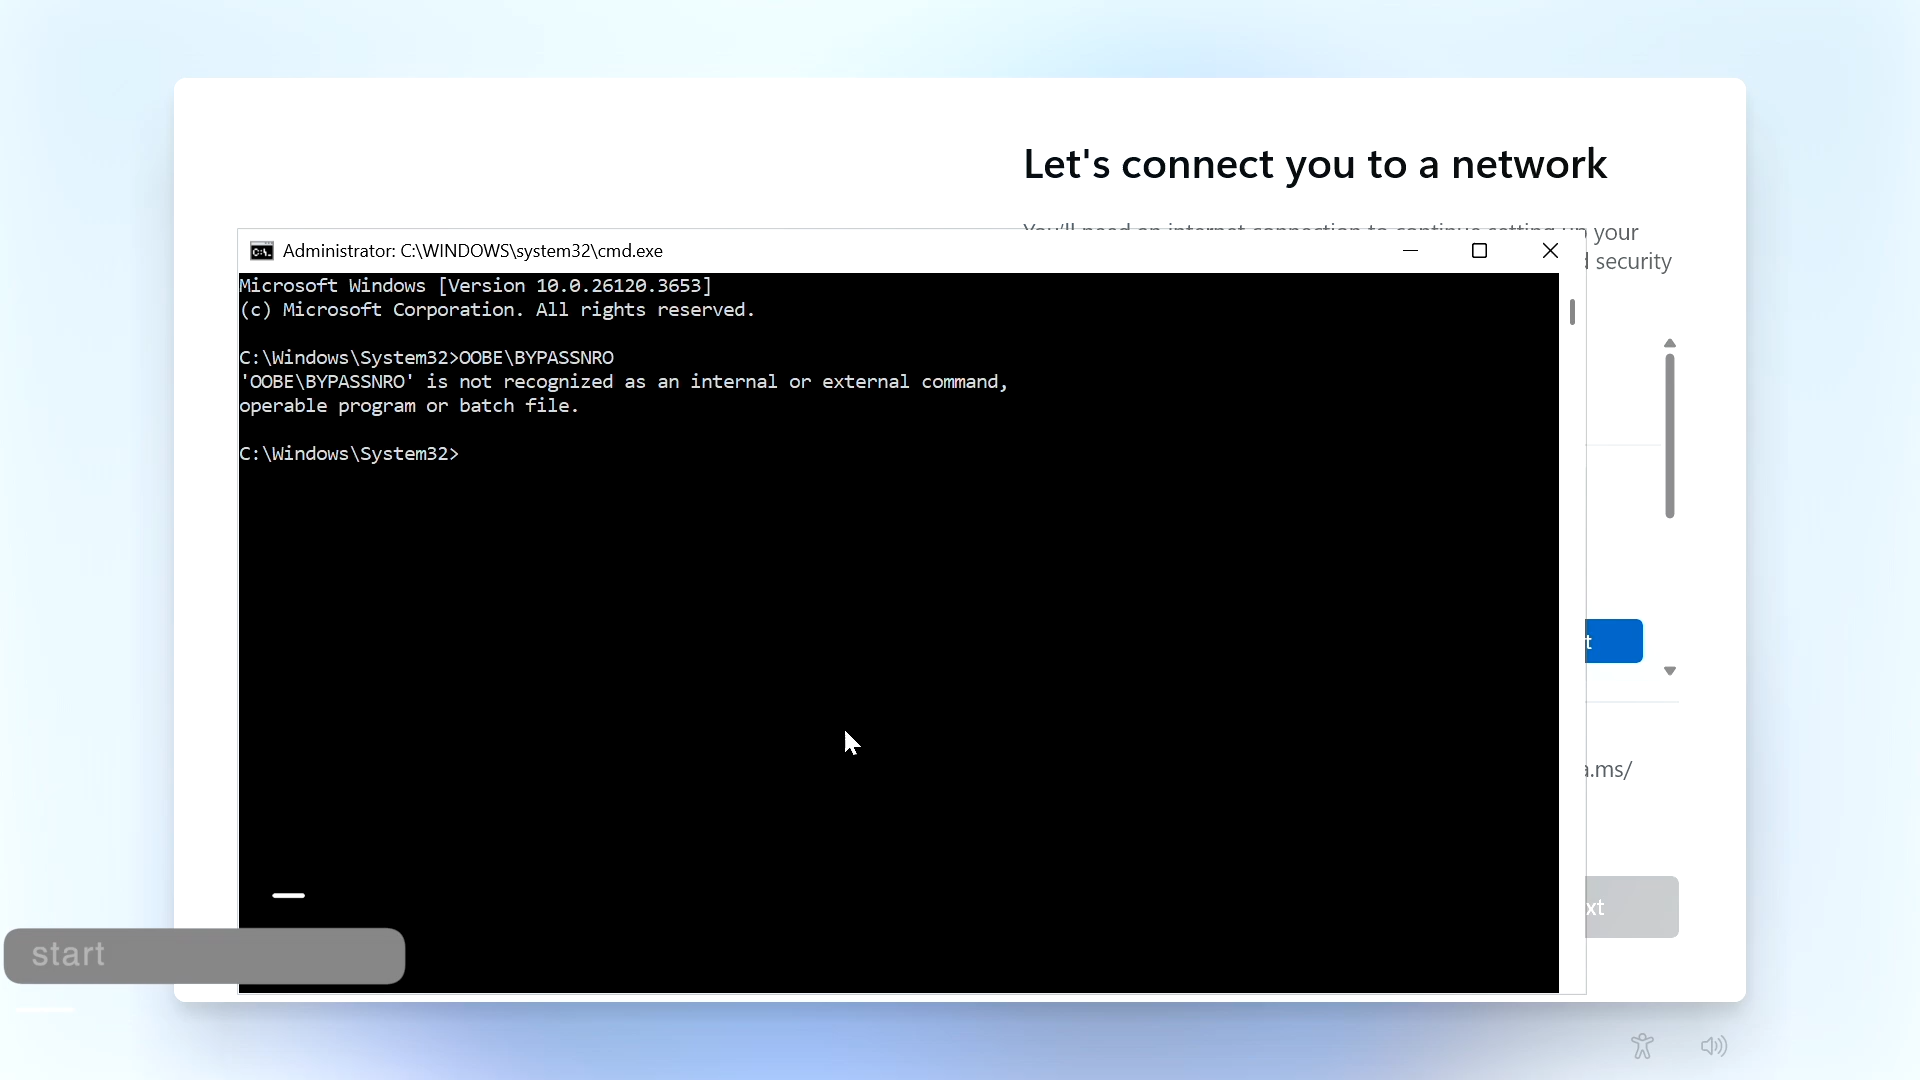 Let's connect you to a network
your
security
Administrator: C:\WINDOWS\system32\cmd.exe
Microsoft Windows [Version 10.0.26120.3653]
(c) Microsoft Corporation. All rights reserved.
C:\Windows\System32>OOBE\BYPASSNRO
'OOBE\BYPASSNRO' is not recognized as an internal or external command,
operable program or batch file.
C:\Windows\System32>
t
a.ms/
xt
start